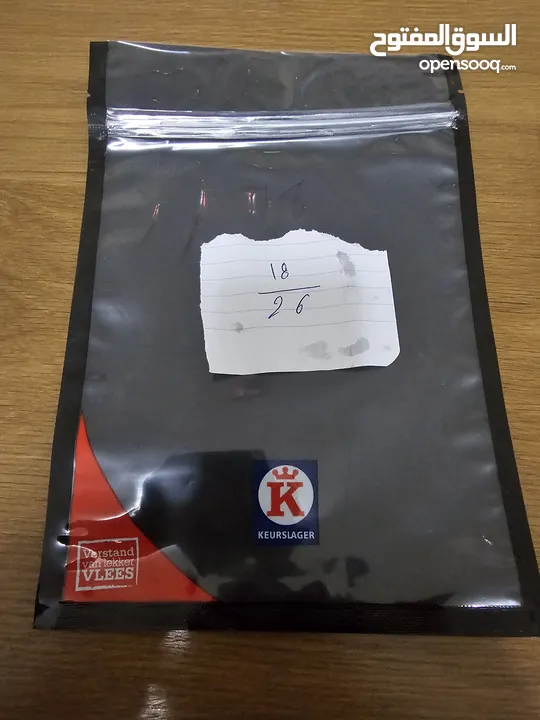 السوق المفتوح
opensooq.com
18
26
K
KEURSLAGER
Verstand
van lekker
VLEES